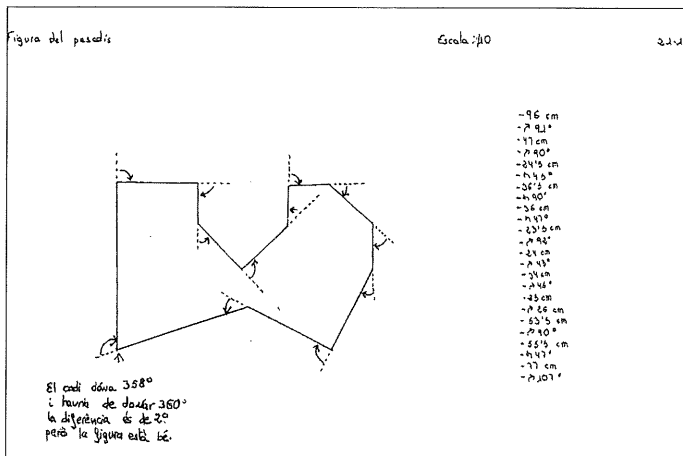 Figura del passadís
Escala: 1/10
-96 cm
-↱ 91°
-47 cm
-↱ 90°
-24'5 cm
-↰ 45°
-36'5 cm
-↰ 90°
-36 cm
-↰ 47°
-23'5 cm
-↱ 92°
-24 cm
-↱ 43°
-34 cm
-↱ 46°
-25 cm
-↱ 26
-53'5 cm
-↱ 90°
-55'5 cm
-↰ 47°
-77 cm
-↱ 107°
El codi dóna 358°
i hauria de donar 360°
la diferència és de 2°
però la figura està bé.